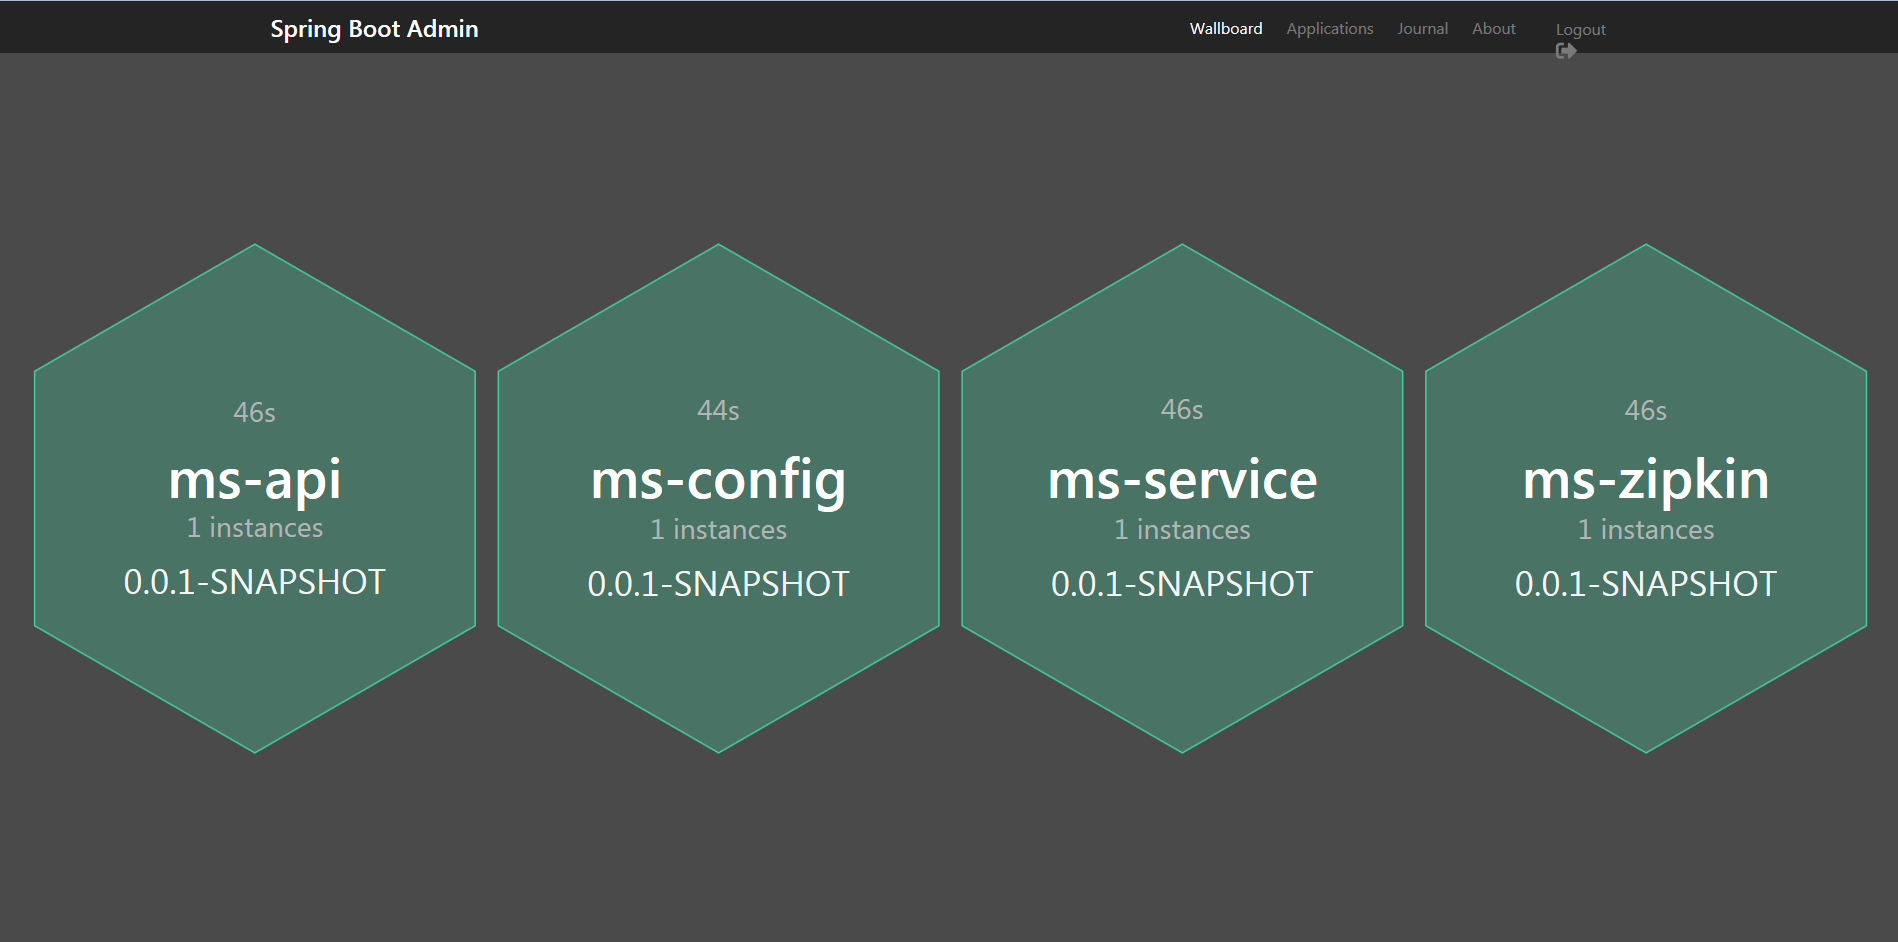 Spring Boot Admin
Wallboard Applications Journal About Logout
46s
ms-api
1 instances
0.0.1-SNAPSHOT
44s
ms-config
1 instances
0.0.1-SNAPSHOT
46s
ms-service
1 instances
0.0.1-SNAPSHOT
46s
ms-zipkin
1 instances
0.0.1-SNAPSHOT